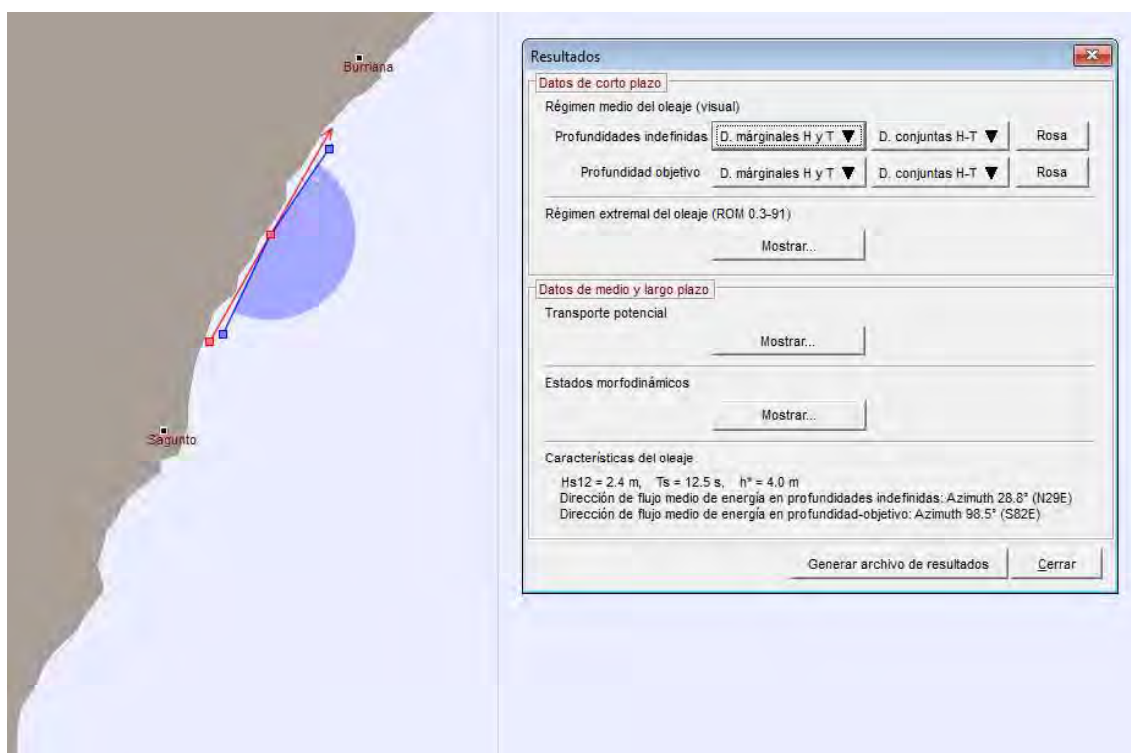 Burriana
Sagunto
Resultados
Datos de corto plazo
Régimen medio del oleaje (visual)
Profundidades indefinidas D. márginales H y T ▼ D. conjuntas H-T ▼ Rosa
Profundidad objetivo D. márginales H y T ▼ D. conjuntas H-T ▼ Rosa
Régimen extremal del oleaje (ROM 0.3-91)
Mostrar...
Datos de medio y largo plazo
Transporte potencial
Mostrar...
Estados morfodinámicos
Mostrar...
Características del oleaje
Hs12 = 2.4 m, Ts = 12.5 s, h* = 4.0 m
Dirección de flujo medio de energía en profundidades indefinidas: Azimuth 28.8° (N29E)
Dirección de flujo medio de energía en profundidad-objetivo: Azimuth 98.5° (S82E)
Generar archivo de resultados Cerrar